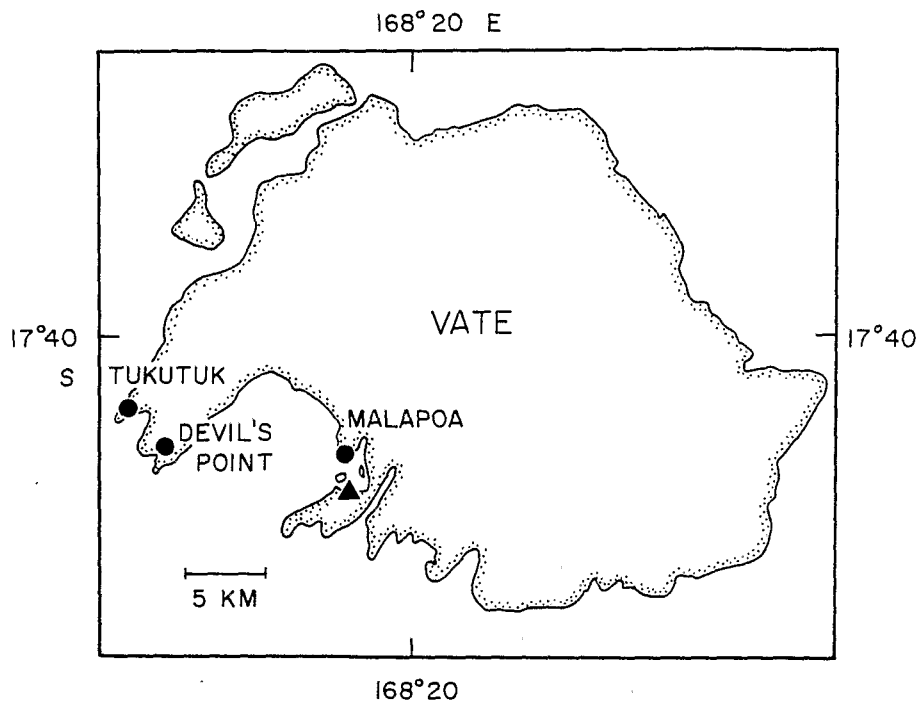 168° 20 E
VATE
17°40
S
17°40
TUKUTUK
DEVIL'S
POINT
MALAPOA
5 KM
168°20